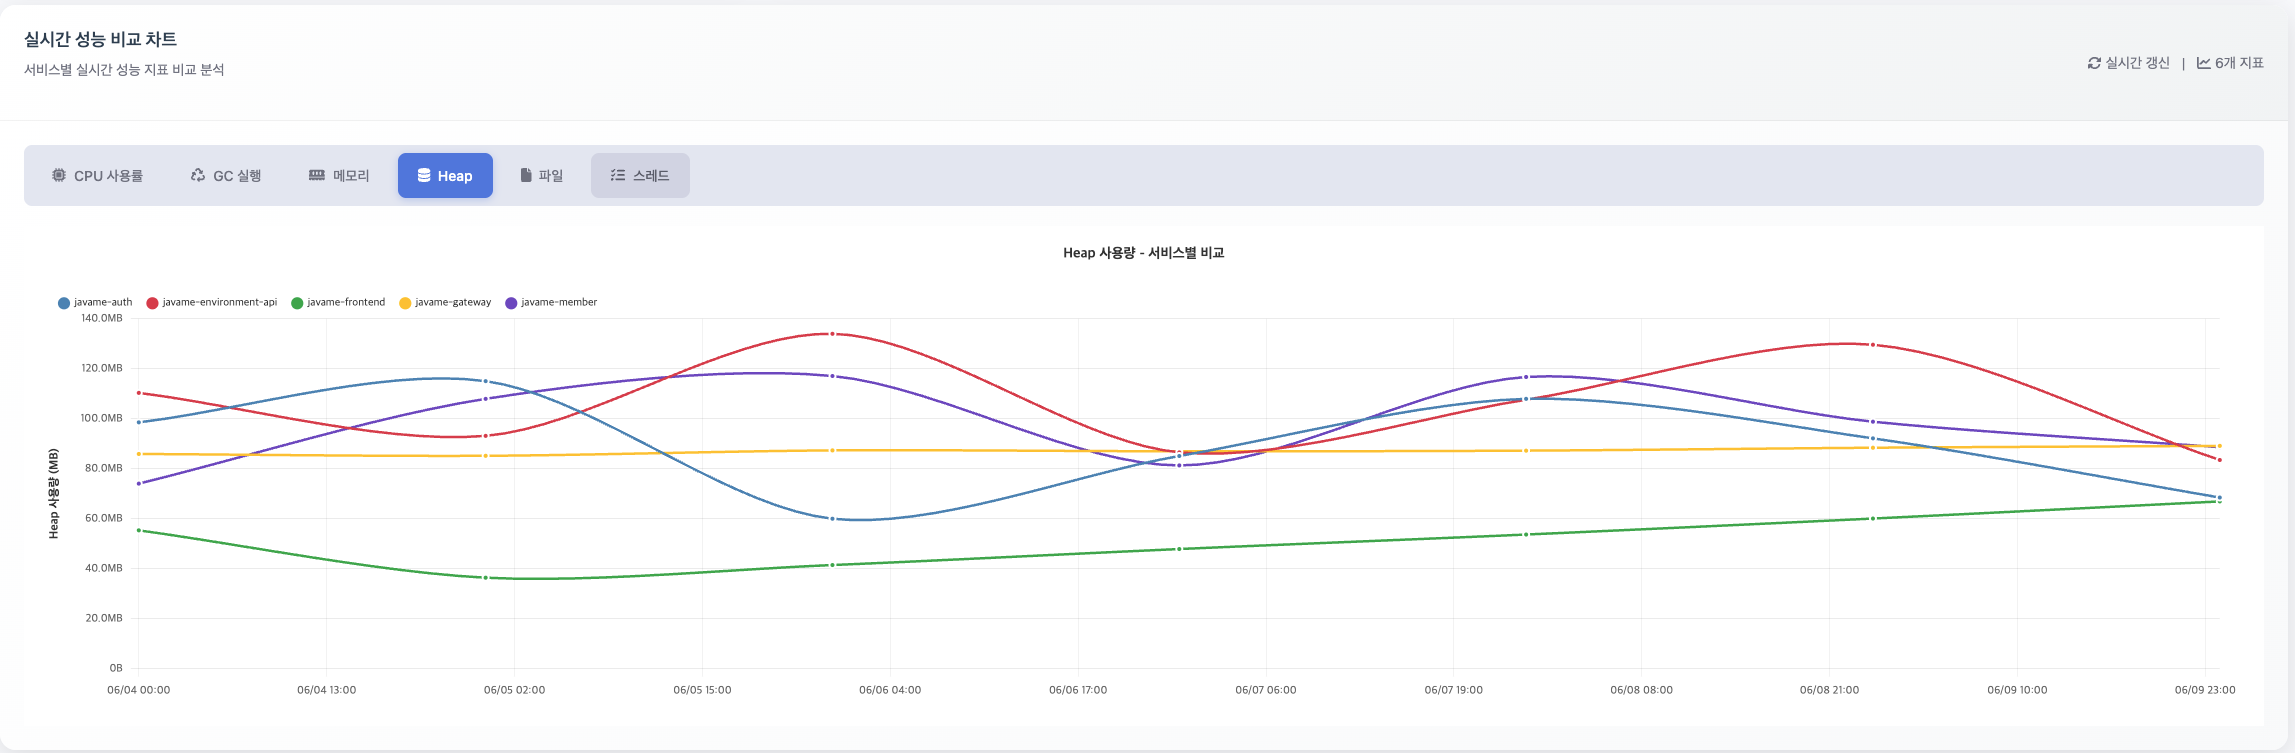 실시간 성능 비교 차트
서비스별 실시간 성능 지표 비교 분석
실시간 갱신 | 6개 지표
CPU 사용률 GC 실행 메모리 Heap 파일 스레드
Heap 사용량 - 서비스별 비교
javame-auth javame-environment-api javame-frontend javame-gateway javame-member
Heap 사용량 (MB)
140.0MB
120.0MB
100.0MB
80.0MB
60.0MB
40.0MB
20.0MB
0B
06/04 00:00 06/04 13:00 06/05 02:00 06/05 15:00 06/06 04:00 06/06 17:00 06/07 06:00 06/07 19:00 06/08 08:00 06/08 21:00 06/09 10:00 06/09 23:00